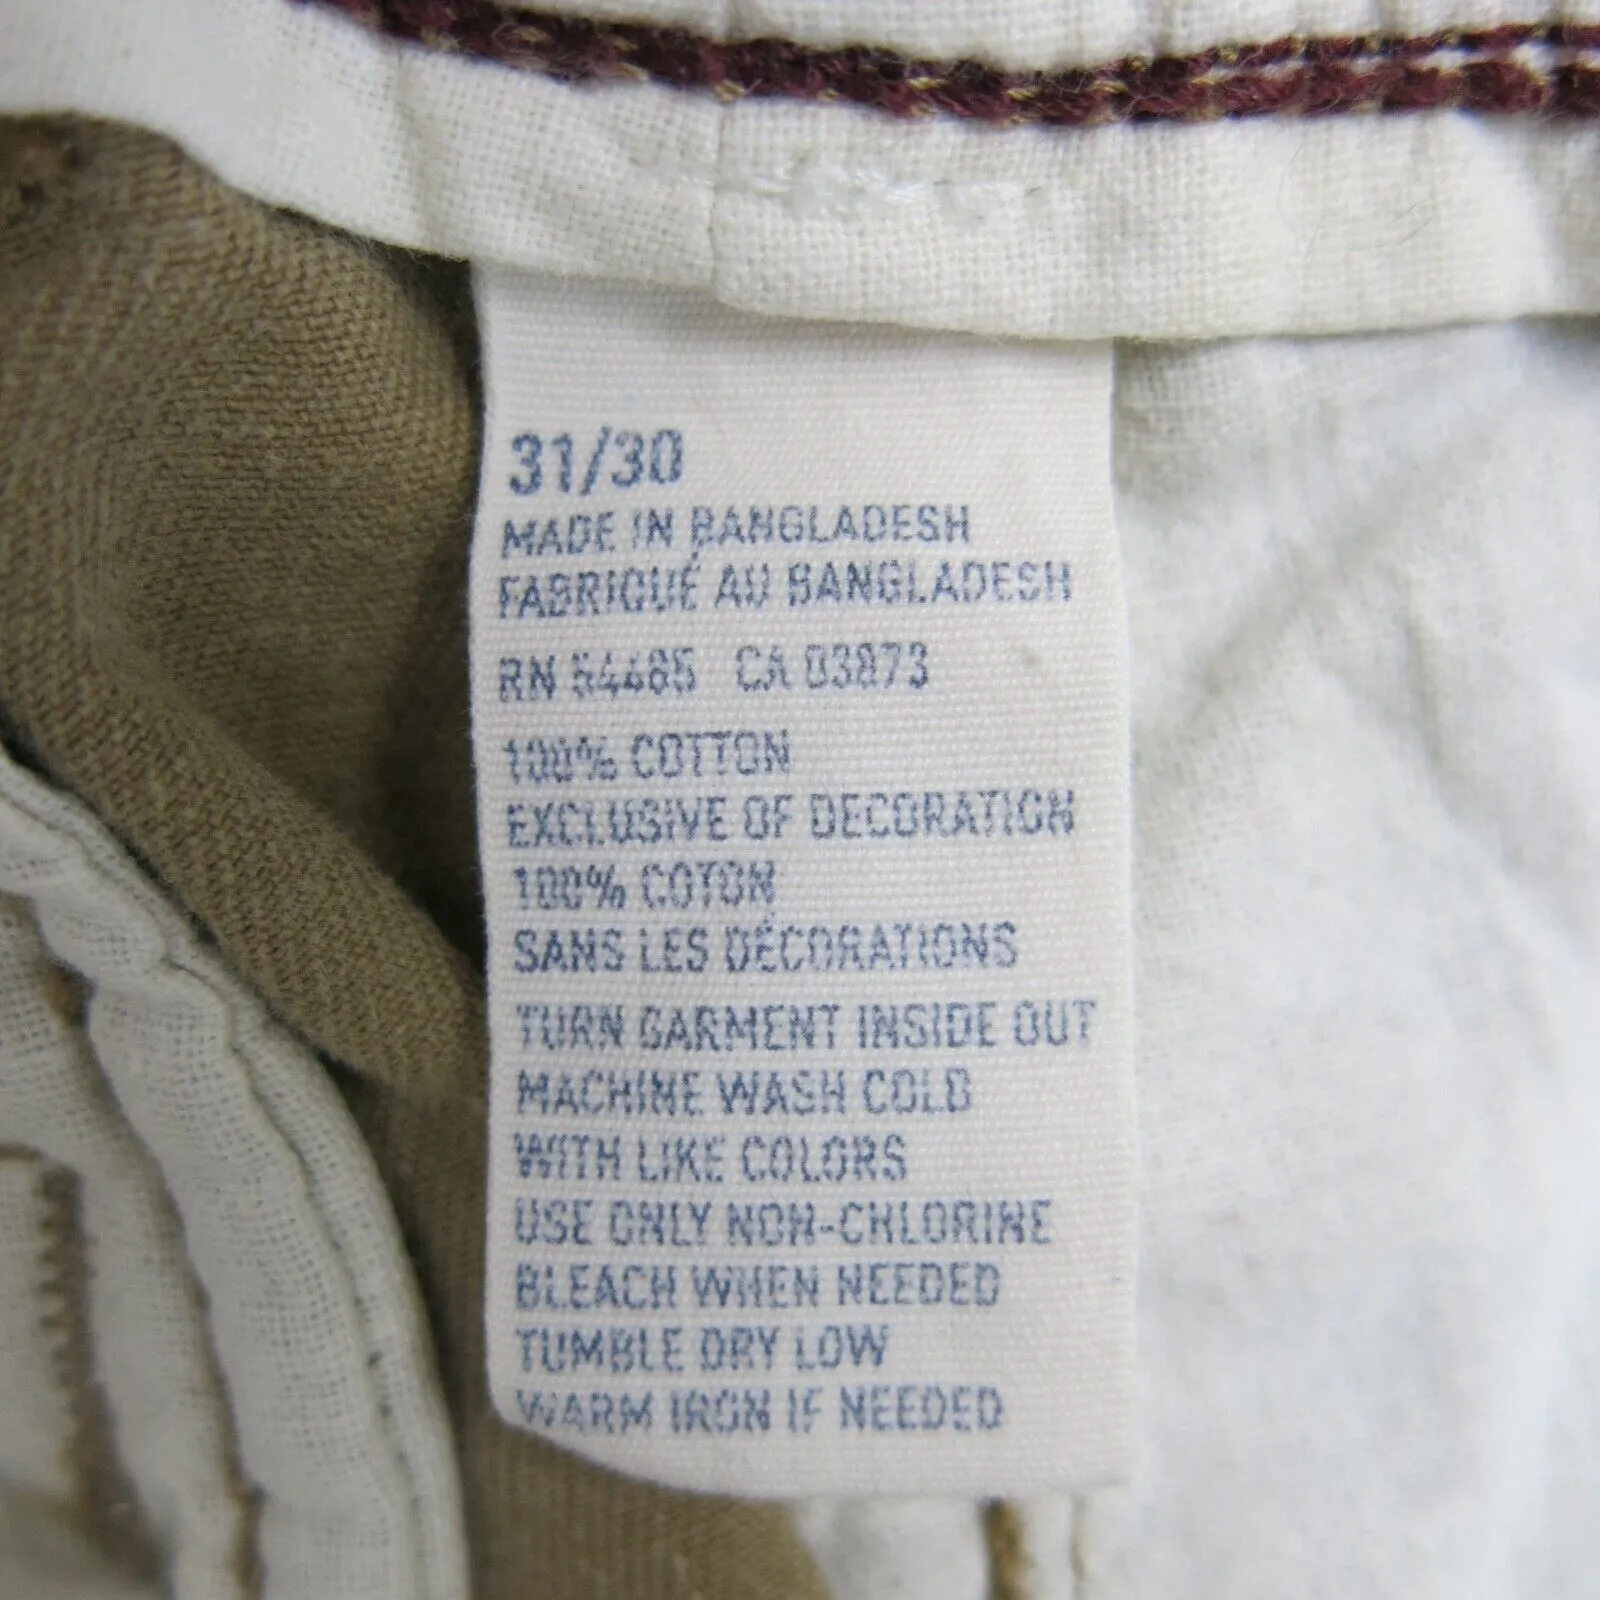 31/30
MADE IN BANGLADESH
FABRIQUÉ AU BANGLADESH
RN 54485 CA 03873
100% COTTON
EXCLUSIVE OF DECORATION
100% COTON
SANS LES DÉCORATIONS
TURN GARMENT INSIDE OUT
MACHINE WASH COLD
WITH LIKE COLORS
USE ONLY NON-CHLORINE
BLEACH WHEN NEEDED
TUMBLE DRY LOW
WARM IRON IF NEEDED